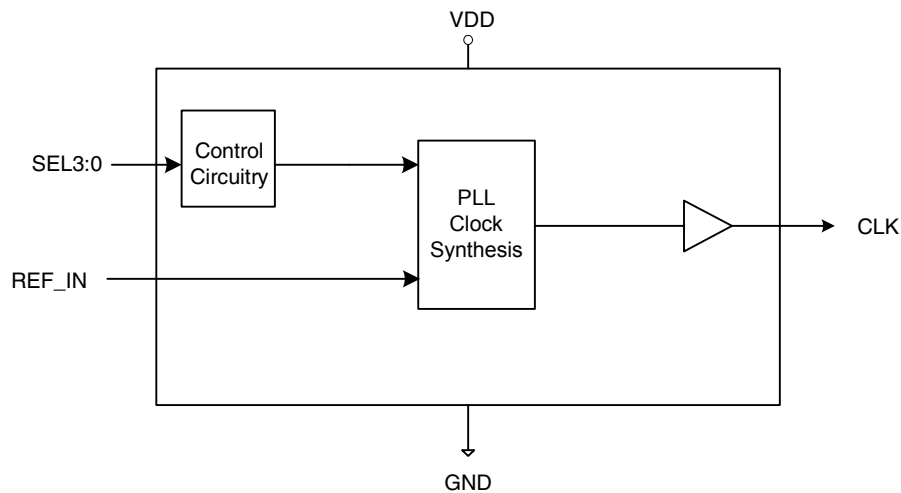 VDD
SEL3:0
Control
Circuitry
PLL
Clock
Synthesis
CLK
REF_IN
GND